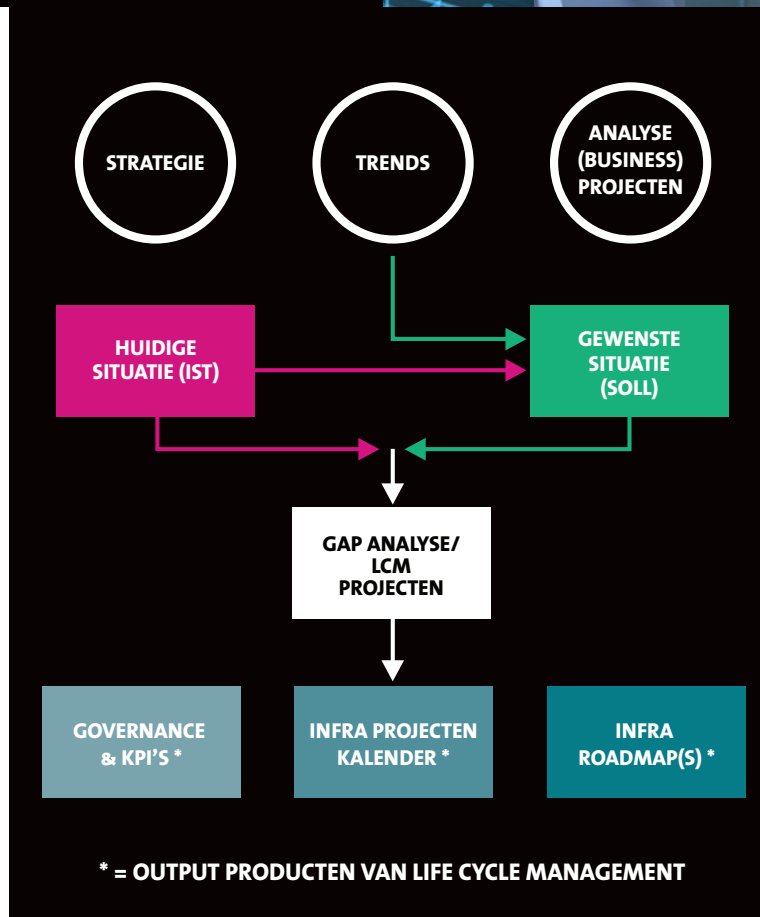 STRATEGIE
TRENDS
ANALYSE
(BUSINESS)
PROJECTEN
HUIDIGE
SITUATIE (IST)
GEWENSTE
SITUATIE
(SOLL)
GAP ANALYSE/
LCM
PROJECTEN
GOVERNANCE
& KPI'S *
INFRA PROJECTEN
KALENDER *
INFRA
ROADMAP(S) *
* = OUTPUT PRODUCTEN VAN LIFE CYCLE MANAGEMENT